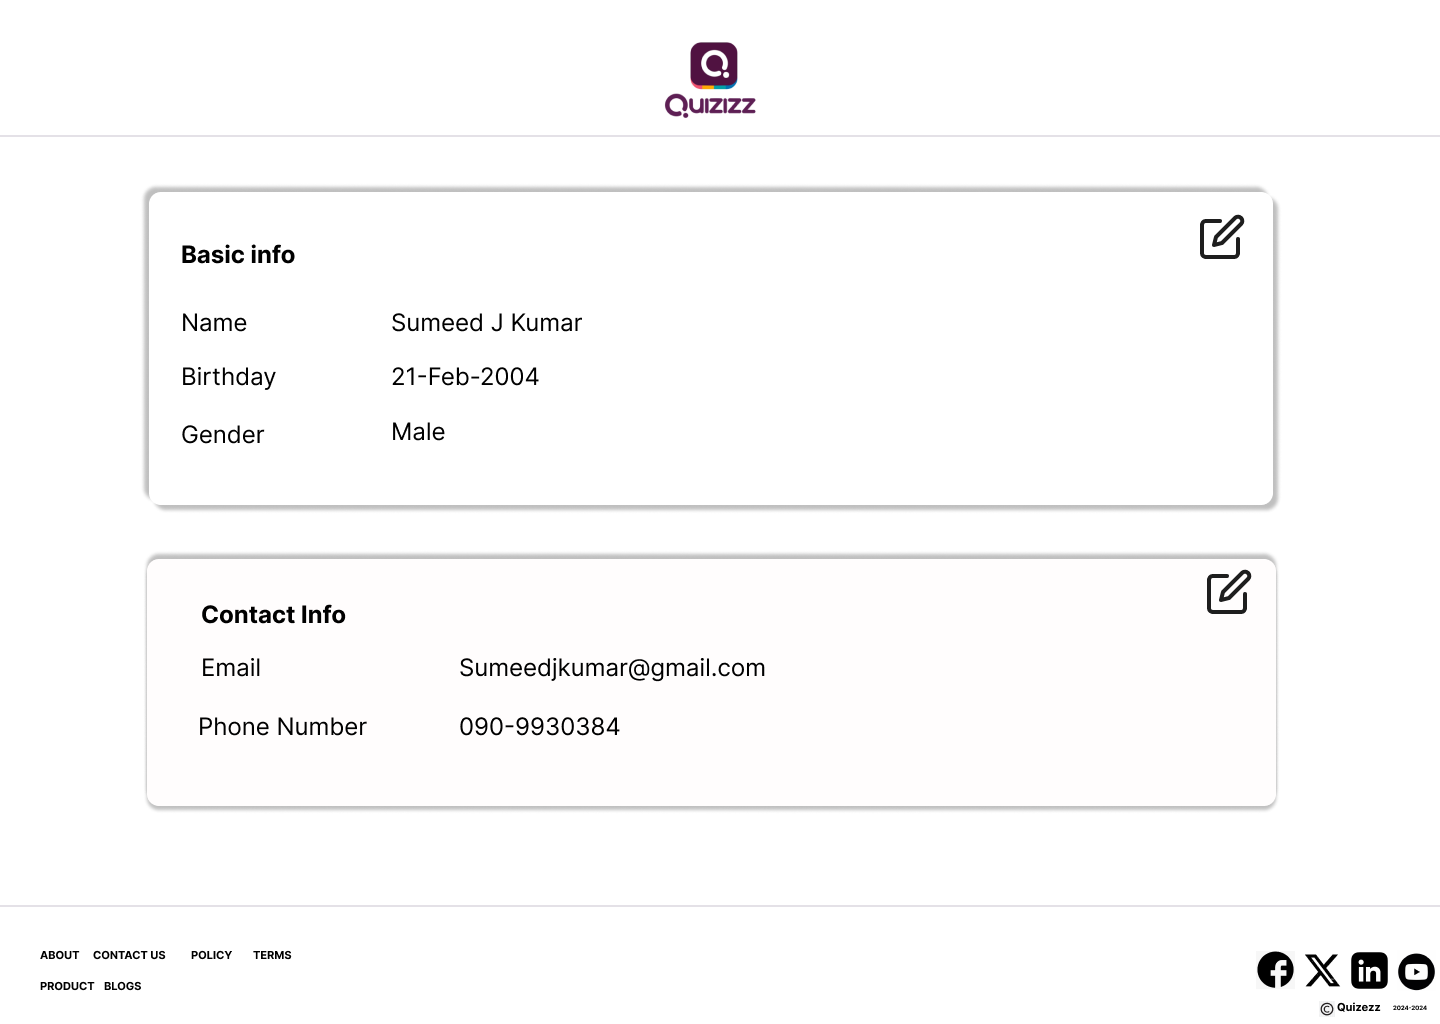 Quizizz
Basic info
Name Sumeed J Kumar
Birthday 21-Feb-2004
Gender Male
Contact Info
Email Sumeedjkumar@gmail.com
Phone Number 090-9930384
ABOUT CONTACT US POLICY TERMS
PRODUCT BLOGS
© Quizezz 2024-2024